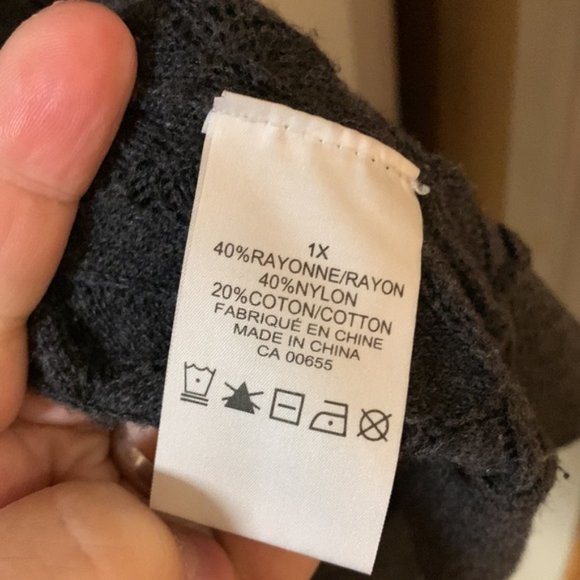 1X
40%RAYONNE/RAYON
40%NYLON
20%COTON/COTTON
FABRIQUÉ EN CHINE
MADE IN CHINA
CA 00655